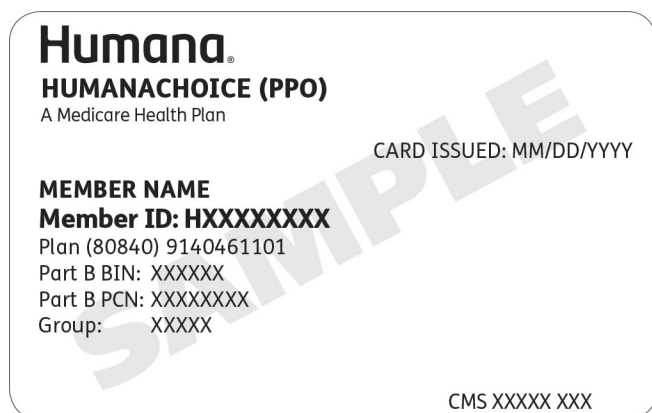 Humana®
HUMANACHOICE (PPO)
A Medicare Health Plan
CARD ISSUED: MM/DD/YYYY
MEMBER NAME
Member ID: HXXXXXXXX
Plan (80840) 9140461101
Part B BIN: XXXXXX
Part B PCN: XXXXXXXX
Group: XXXXX
SAMPLE
CMS XXXXX XXX